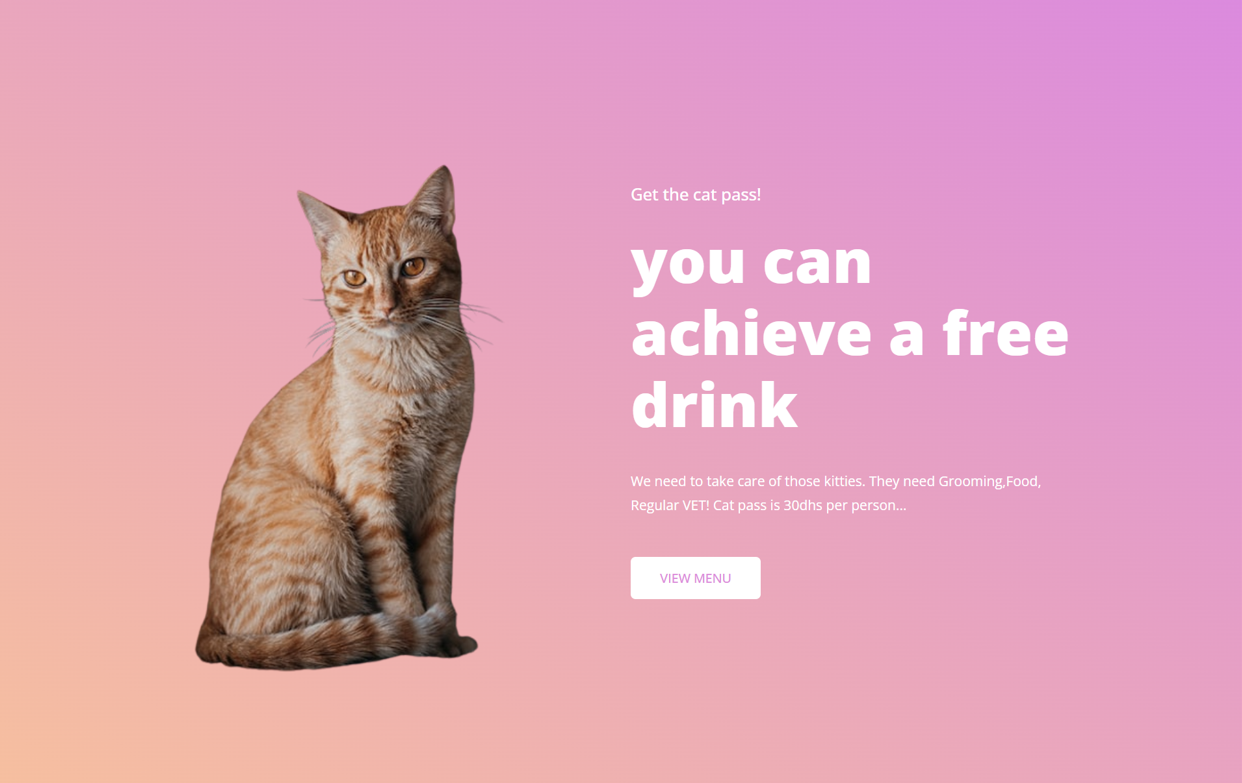 Get the cat pass!
you can
achieve a free
drink
We need to take care of those kitties. They need Grooming,Food,
Regular VET! Cat pass is 30dhs per person...
VIEW MENU